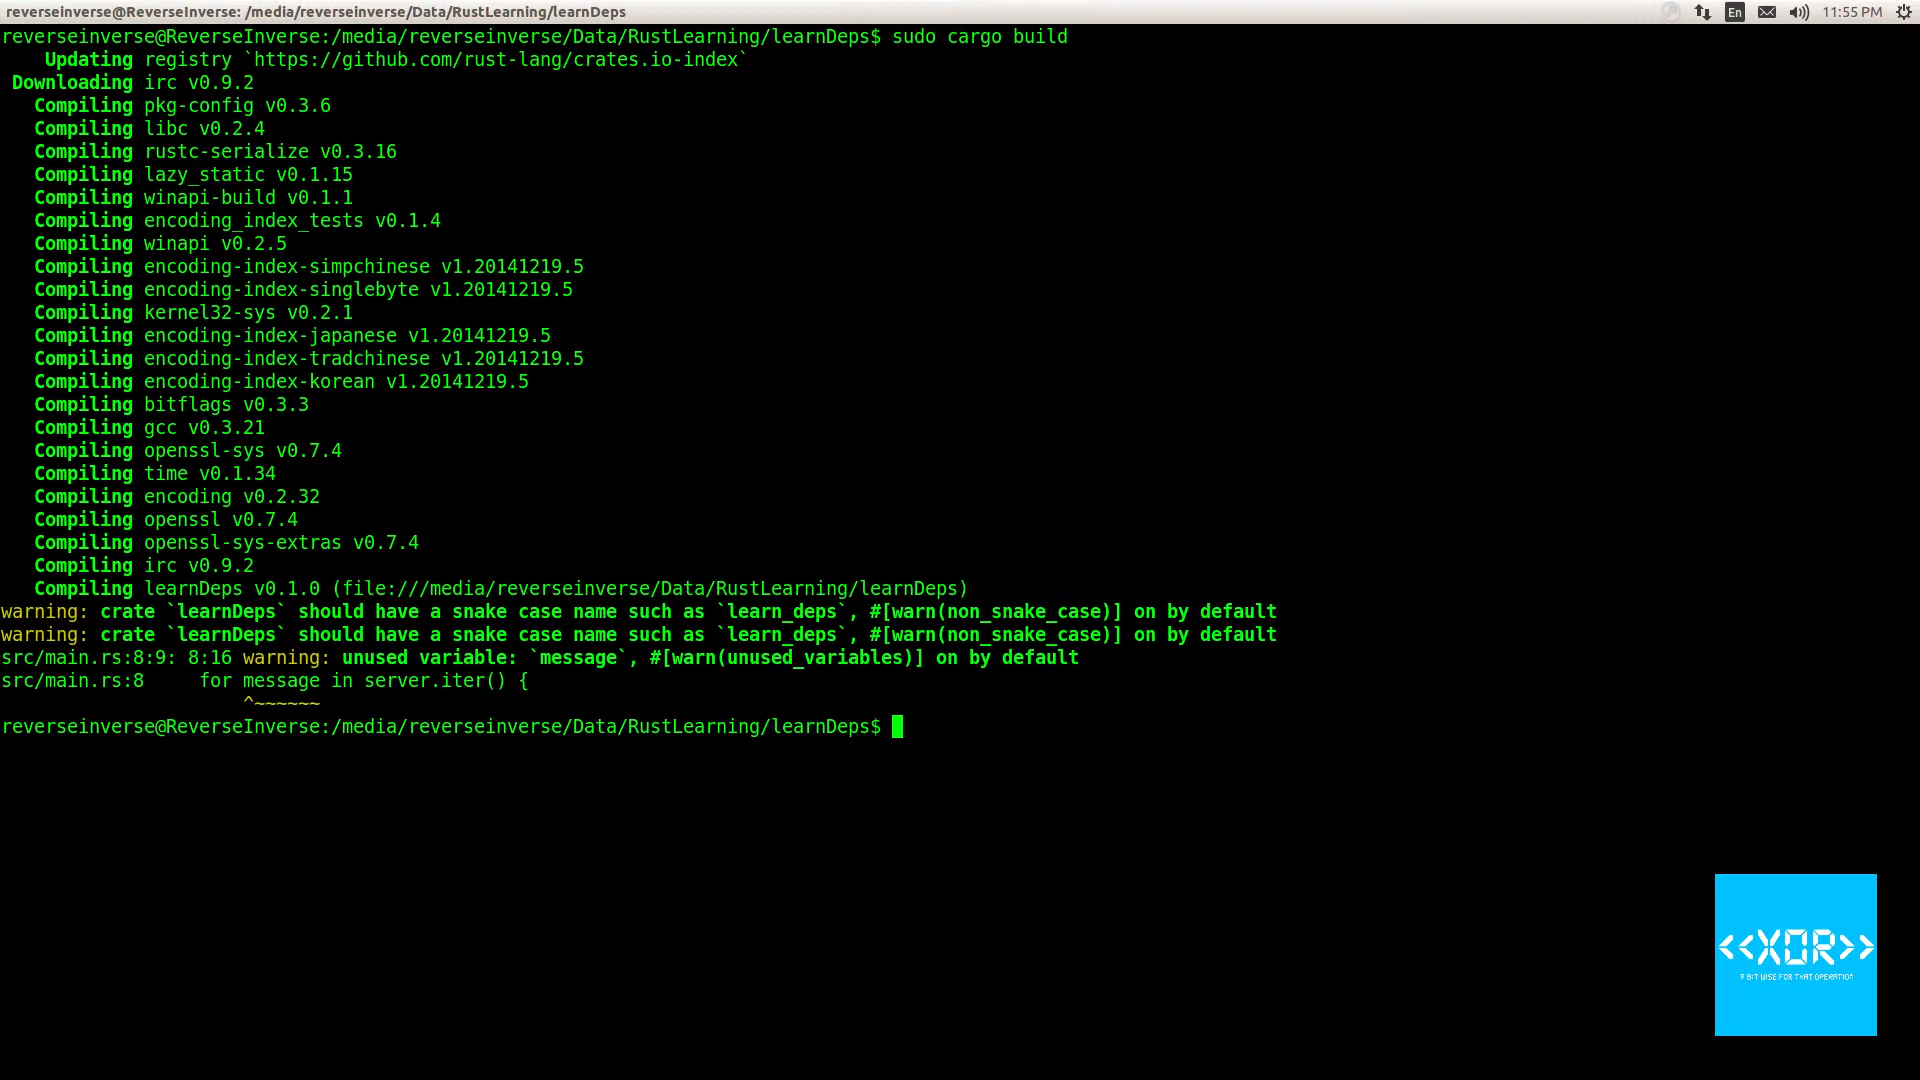 reverseinverse@ReverseInverse: /media/reverseinverse/Data/RustLearning/learnDeps
En
11:55 PM
reverseinverse@ReverseInverse:/media/reverseinverse/Data/RustLearning/learnDeps$ sudo cargo build
    Updating registry `https://github.com/rust-lang/crates.io-index`
 Downloading irc v0.9.2
   Compiling pkg-config v0.3.6
   Compiling libc v0.2.4
   Compiling rustc-serialize v0.3.16
   Compiling lazy_static v0.1.15
   Compiling winapi-build v0.1.1
   Compiling encoding_index_tests v0.1.4
   Compiling winapi v0.2.5
   Compiling encoding-index-simpchinese v1.20141219.5
   Compiling encoding-index-singlebyte v1.20141219.5
   Compiling kernel32-sys v0.2.1
   Compiling encoding-index-japanese v1.20141219.5
   Compiling encoding-index-tradchinese v1.20141219.5
   Compiling encoding-index-korean v1.20141219.5
   Compiling bitflags v0.3.3
   Compiling gcc v0.3.21
   Compiling openssl-sys v0.7.4
   Compiling time v0.1.34
   Compiling encoding v0.2.32
   Compiling openssl v0.7.4
   Compiling openssl-sys-extras v0.7.4
   Compiling irc v0.9.2
   Compiling learnDeps v0.1.0 (file:///media/reverseinverse/Data/RustLearning/learnDeps)
warning: crate `learnDeps` should have a snake case name such as `learn_deps`, #[warn(non_snake_case)] on by default
warning: crate `learnDeps` should have a snake case name such as `learn_deps`, #[warn(non_snake_case)] on by default
src/main.rs:8:9: 8:16 warning: unused variable: `message`, #[warn(unused_variables)] on by default
src/main.rs:8     for message in server.iter() {
                      ^~~~~~~
reverseinverse@ReverseInverse:/media/reverseinverse/Data/RustLearning/learnDeps$
<<XOR>>
A BIT WISE FOR THAT OPERATION